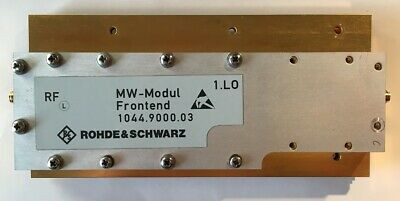 RF
L
MW-Modul
Frontend
1044.9000.03
1.LO
ROHDE&SCHWARZ